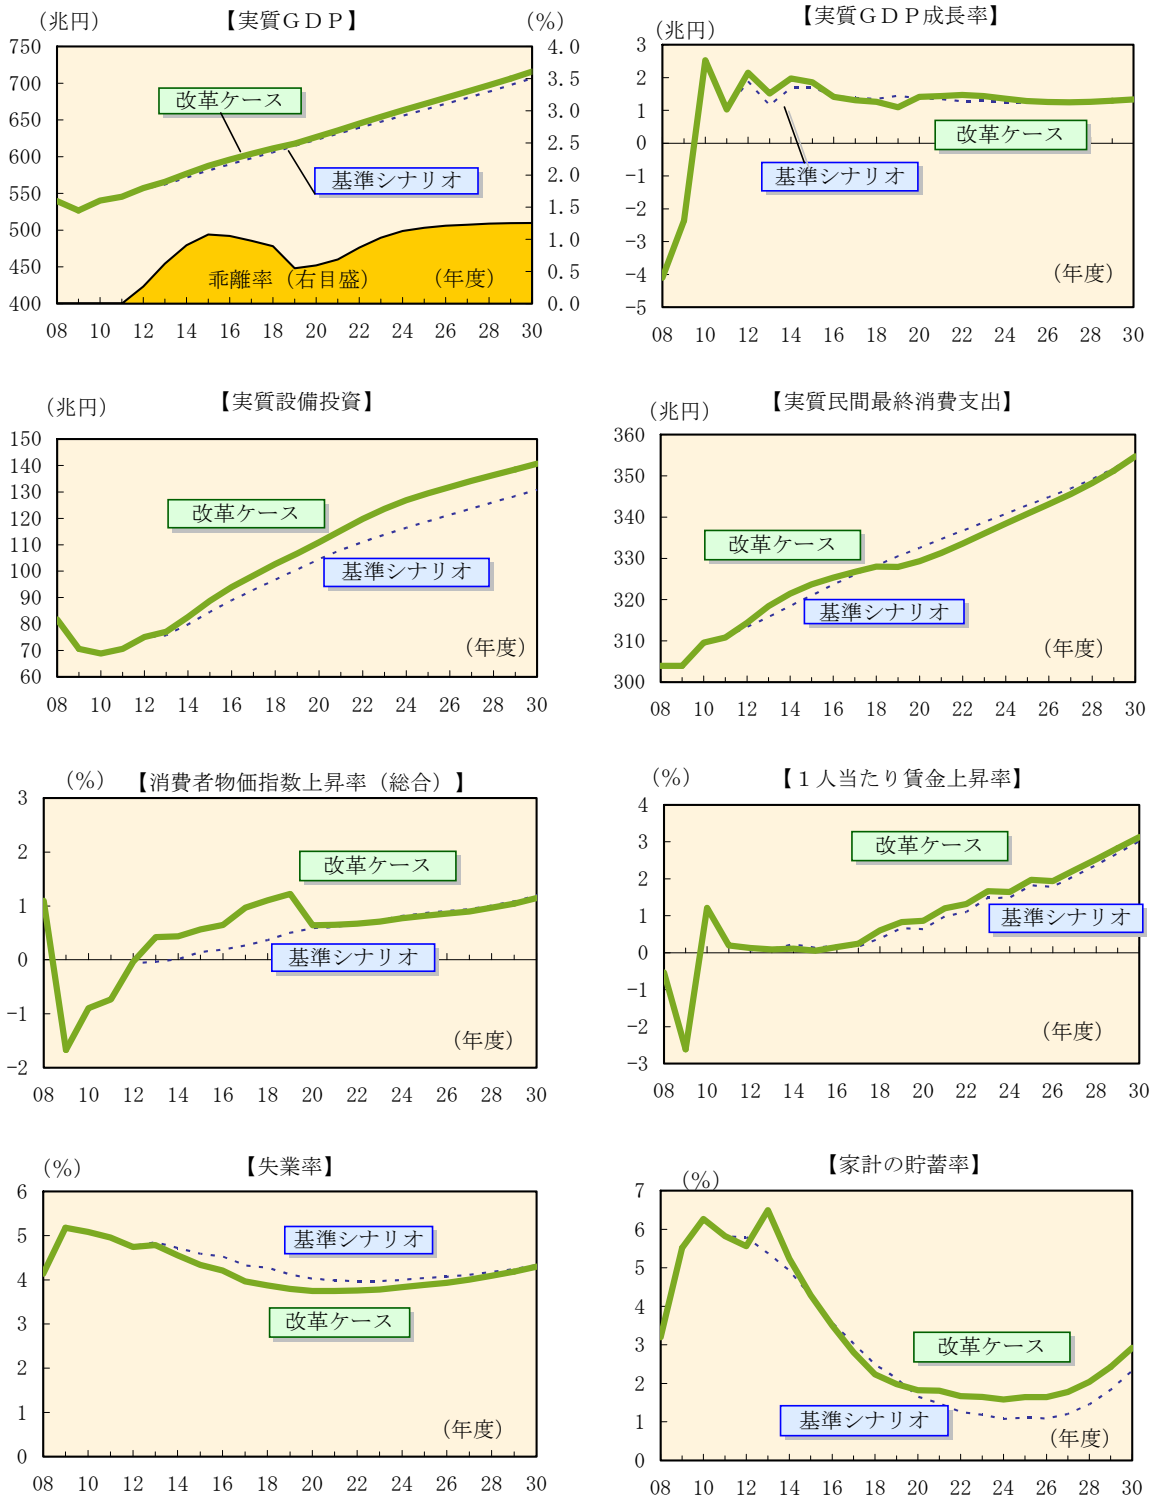 【実質ＧＤＰ】
（兆円）
（%）
750
700
650
600
550
500
450
400
4.0
3.5
3.0
2.5
2.0
1.5
1.0
0.5
0.0
改革ケース
基準シナリオ
乖離率（右目盛）
（年度）
08 10 12 14 16 18 20 22 24 26 28 30
【実質ＧＤＰ成長率】
（兆円）
3
2
1
0
−1
−2
−3
−4
−5
改革ケース
基準シナリオ
（年度）
08 10 12 14 16 18 20 22 24 26 28 30
【実質設備投資】
（兆円）
150
140
130
120
110
100
90
80
70
60
改革ケース
基準シナリオ
（年度）
08 10 12 14 16 18 20 22 24 26 28 30
【実質民間最終消費支出】
（兆円）
360
350
340
330
320
310
300
改革ケース
基準シナリオ
（年度）
08 10 12 14 16 18 20 22 24 26 28 30
（%）
【消費者物価指数上昇率（総合）】
3
2
1
0
−1
−2
改革ケース
基準シナリオ
（年度）
08 10 12 14 16 18 20 22 24 26 28 30
（%）
【１人当たり賃金上昇率】
4
3
2
1
0
−1
−2
−3
改革ケース
基準シナリオ
（年度）
08 10 12 14 16 18 20 22 24 26 28 30
（%）
【失業率】
6
5
4
3
2
1
0
基準シナリオ
改革ケース
（年度）
08 10 12 14 16 18 20 22 24 26 28 30
【家計の貯蓄率】
（%）
7
6
5
4
3
2
1
0
改革ケース
基準シナリオ
（年度）
08 10 12 14 16 18 20 22 24 26 28 30